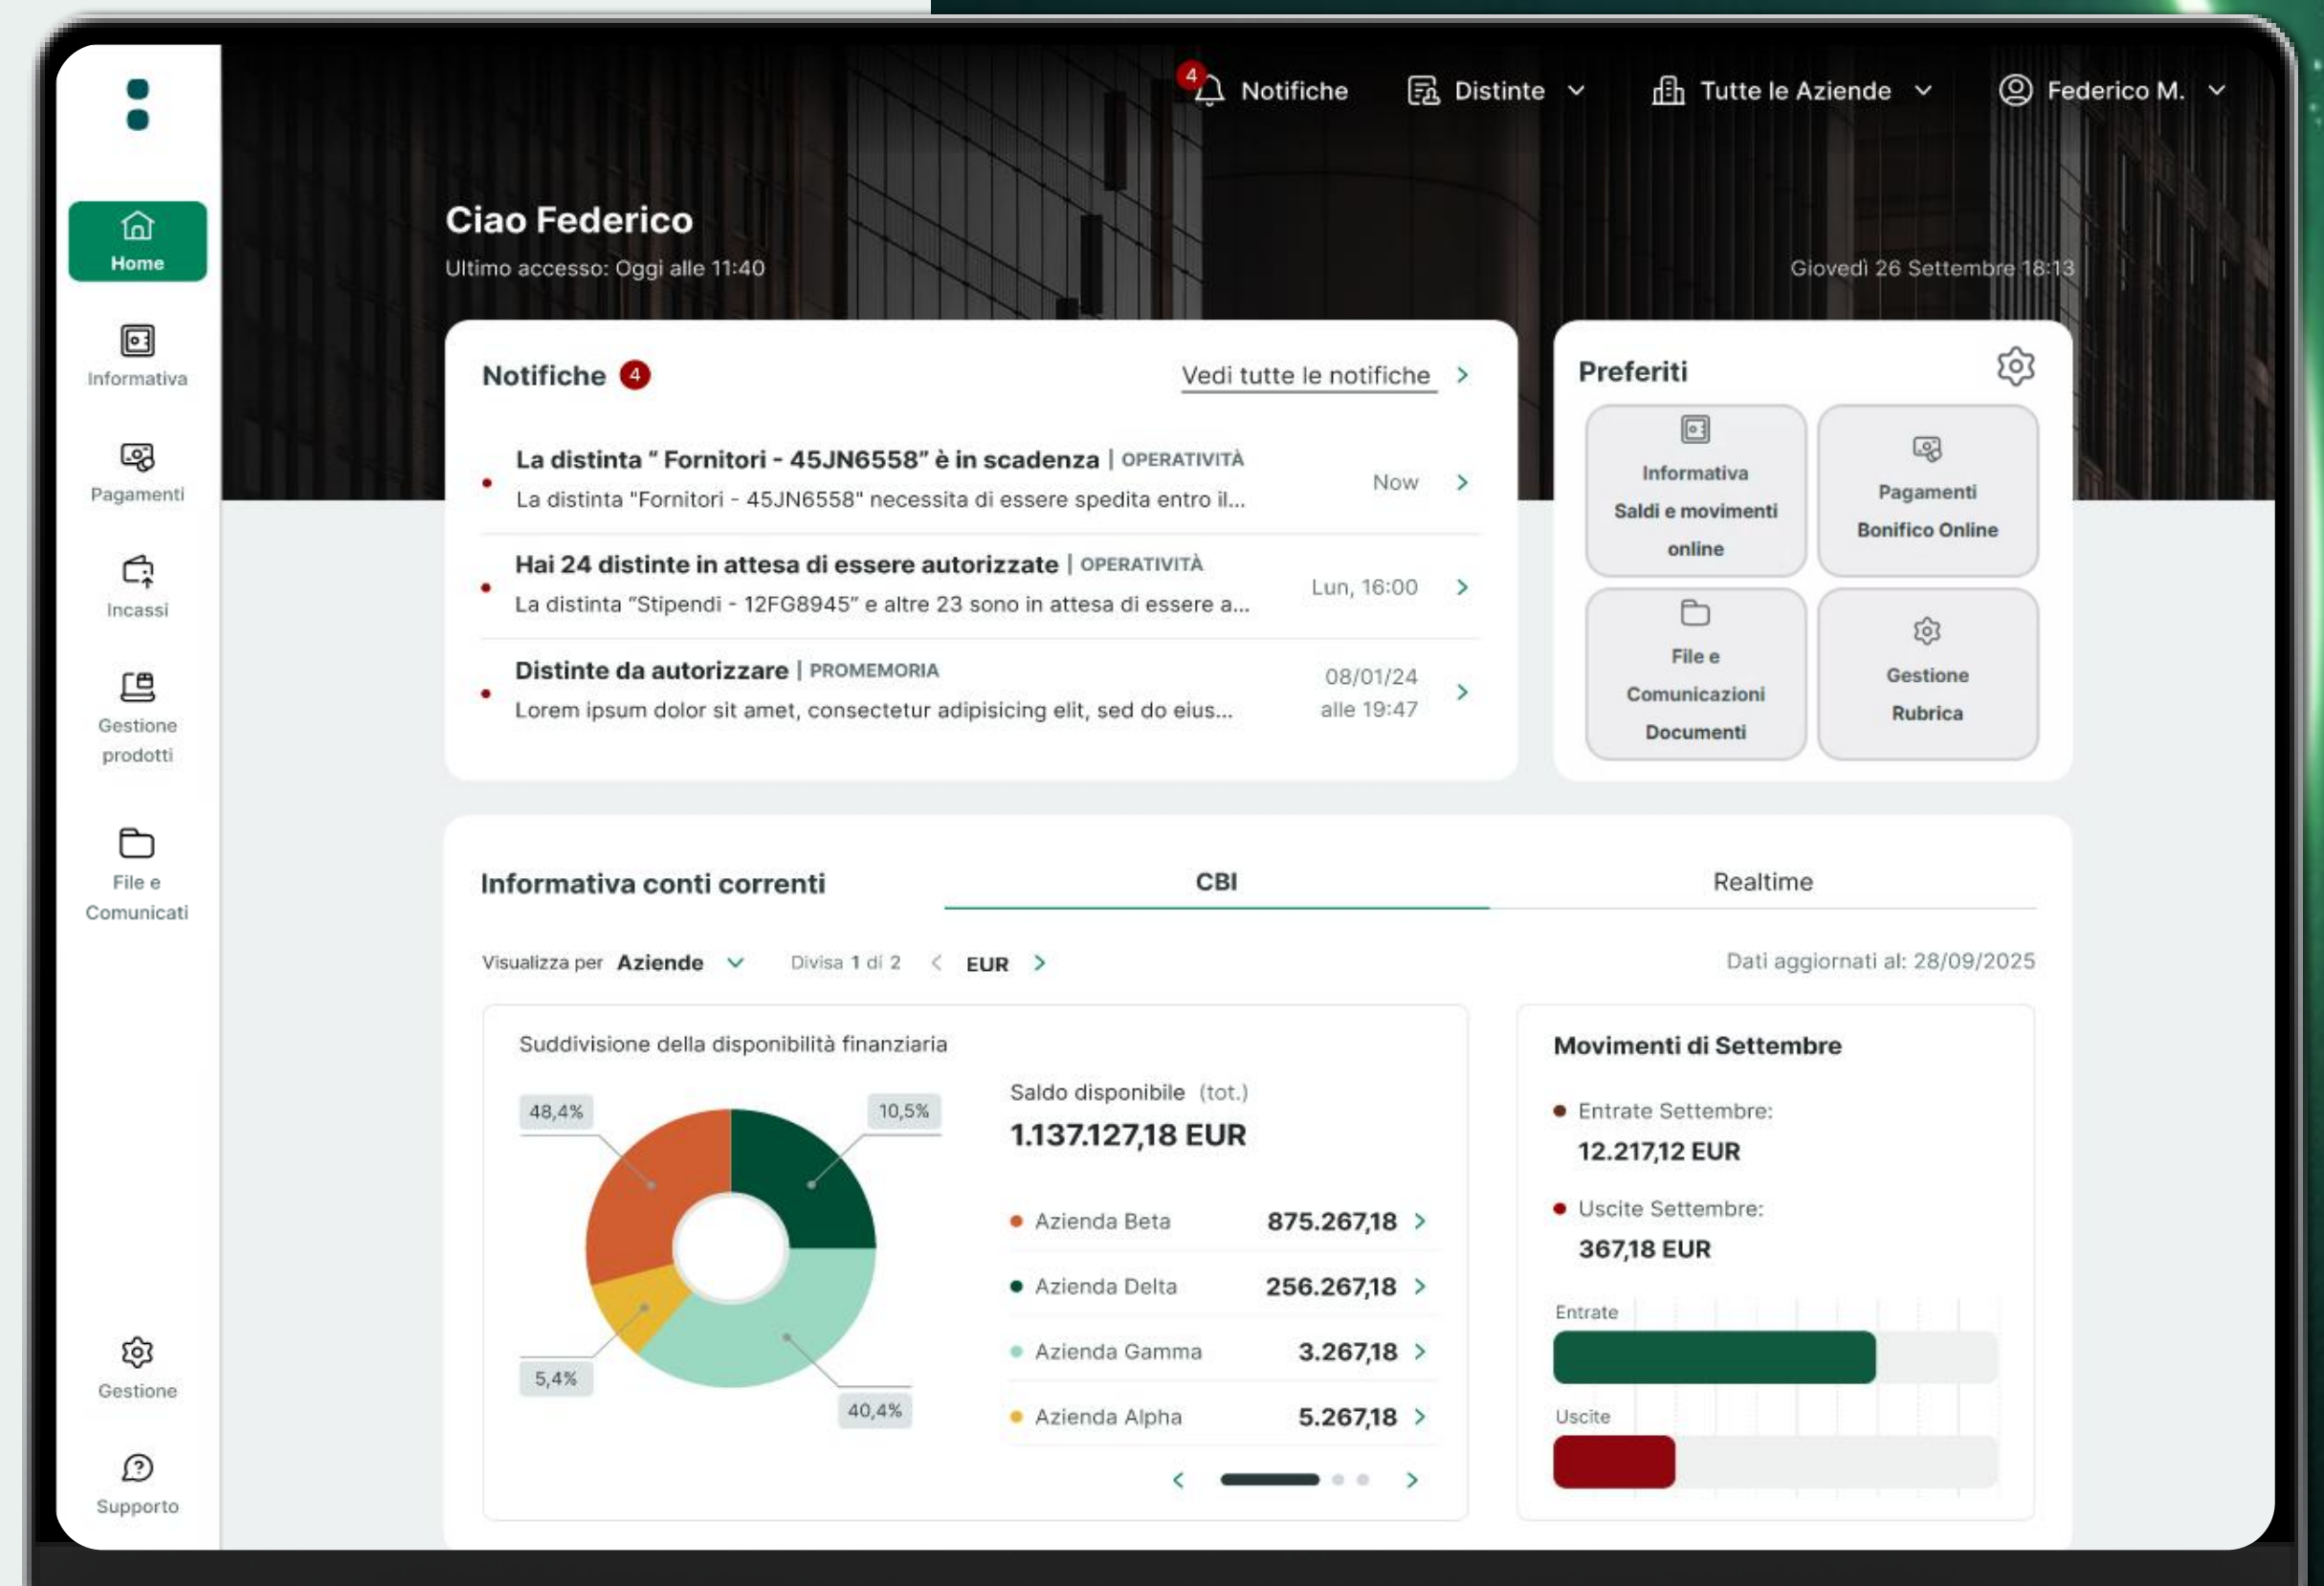 4
Notifiche
Distinte
Tutte le Aziende
Federico M.
Home
Informativa
Pagamenti
Incassi
Gestione
prodotti
File e
Comunicati
Gestione
Supporto
Ciao Federico
Ultimo accesso: Oggi alle 11:40
Giovedì 26 Settembre 18:13
Notifiche 4
Vedi tutte le notifiche
La distinta “ Fornitori - 45JN6558” è in scadenza | OPERATIVITÀ
La distinta "Fornitori - 45JN6558" necessita di essere spedita entro il...
Now
Hai 24 distinte in attesa di essere autorizzate | OPERATIVITÀ
La distinta “Stipendi - 12FG8945” e altre 23 sono in attesa di essere a...
Lun, 16:00
Distinte da autorizzare | PROMEMORIA
Lorem ipsum dolor sit amet, consectetur adipisicing elit, sed do eius...
08/01/24
alle 19:47
Preferiti
Informativa
Saldi e movimenti
online
Pagamenti
Bonifico Online
File e
Comunicazioni
Documenti
Gestione
Rubrica
Informativa conti correnti
CBI
Realtime
Visualizza per Aziende
Divisa 1 di 2
EUR
Dati aggiornati al: 28/09/2025
Suddivisione della disponibilità finanziaria
48,4%
10,5%
5,4%
40,4%
Saldo disponibile (tot.)
1.137.127,18 EUR
Azienda Beta 875.267,18
Azienda Delta 256.267,18
Azienda Gamma 3.267,18
Azienda Alpha 5.267,18
Movimenti di Settembre
Entrate Settembre:
12.217,12 EUR
Uscite Settembre:
367,18 EUR
Entrate
Uscite